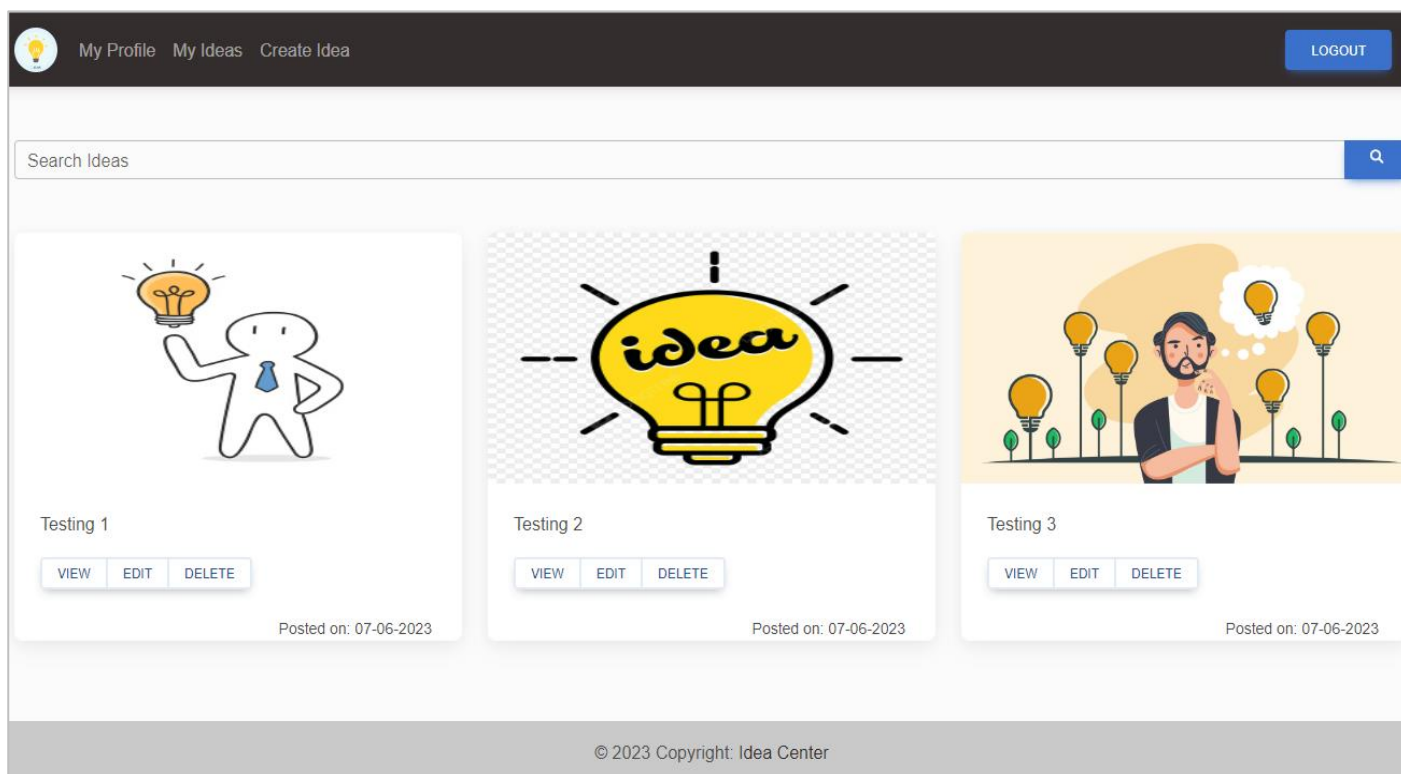 My Profile My Ideas Create Idea LOGOUT
Search Ideas
idea
Testing 1
VIEW EDIT DELETE
Posted on: 07-06-2023
Testing 2
VIEW EDIT DELETE
Posted on: 07-06-2023
Testing 3
VIEW EDIT DELETE
Posted on: 07-06-2023
© 2023 Copyright: Idea Center